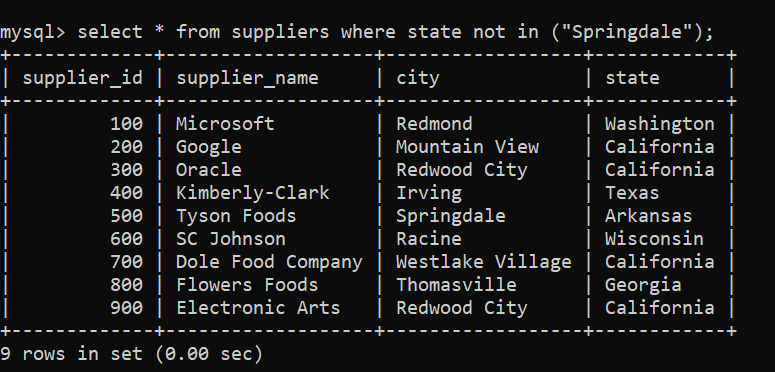 mysql> select * from suppliers where state not in ("Springdale");
+-------------+-------------------+------------------+------------+
| supplier_id | supplier_name     | city             | state      |
+-------------+-------------------+------------------+------------+
|         100 | Microsoft         | Redmond          | Washington |
|         200 | Google            | Mountain View    | California |
|         300 | Oracle            | Redwood City     | California |
|         400 | Kimberly-Clark    | Irving           | Texas      |
|         500 | Tyson Foods       | Springdale       | Arkansas   |
|         600 | SC Johnson        | Racine           | Wisconsin  |
|         700 | Dole Food Company | Westlake Village | California |
|         800 | Flowers Foods     | Thomasville      | Georgia    |
|         900 | Electronic Arts   | Redwood City     | California |
+-------------+-------------------+------------------+------------+
9 rows in set (0.00 sec)